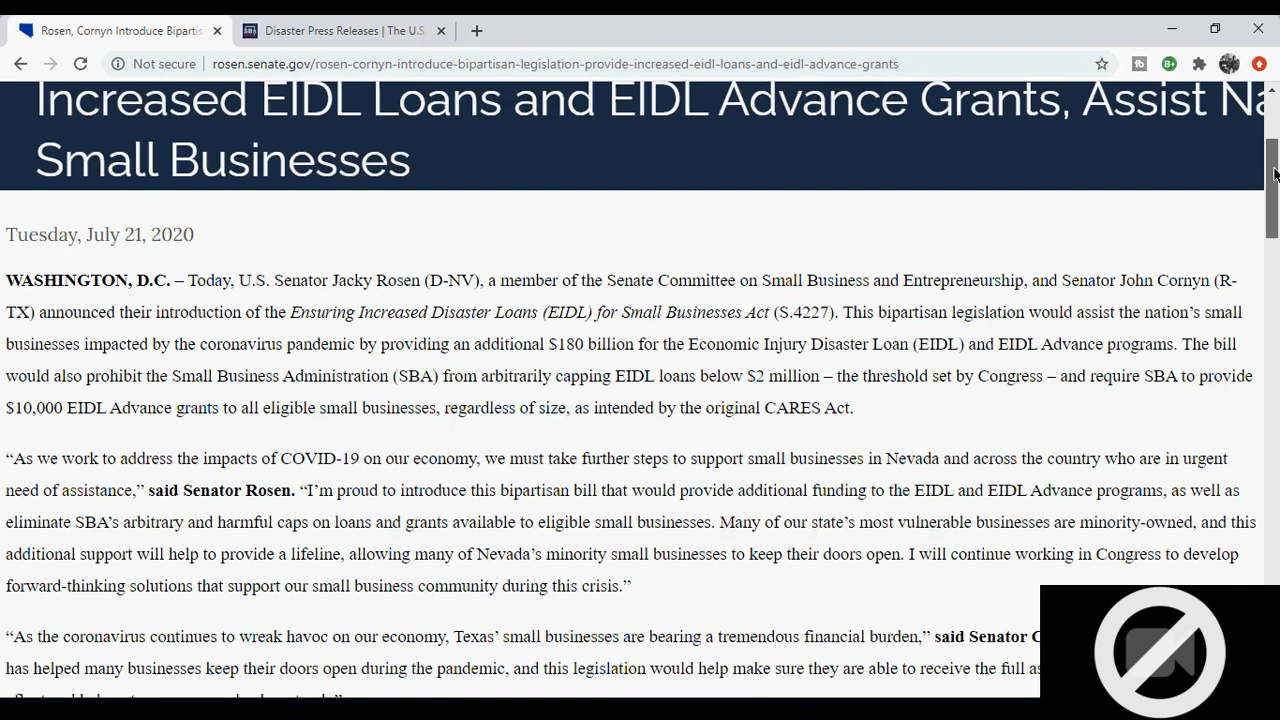 Rosen, Cornyn Introduce Bipartis
Disaster Press Releases | The U.S.
Not secure
rosen.senate.gov/rosen-cornyn-introduce-bipartisan-legislation-provide-increased-eidl-loans-and-eidl-advance-grants
Increased EIDL Loans and EIDL Advance Grants, Assist Na
Small Businesses
Tuesday, July 21, 2020
WASHINGTON, D.C. – Today, U.S. Senator Jacky Rosen (D-NV), a member of the Senate Committee on Small Business and Entrepreneurship, and Senator John Cornyn (R-
TX) announced their introduction of the Ensuring Increased Disaster Loans (EIDL) for Small Businesses Act (S.4227). This bipartisan legislation would assist the nation’s small
businesses impacted by the coronavirus pandemic by providing an additional $180 billion for the Economic Injury Disaster Loan (EIDL) and EIDL Advance programs. The bill
would also prohibit the Small Business Administration (SBA) from arbitrarily capping EIDL loans below $2 million – the threshold set by Congress – and require SBA to provide
$10,000 EIDL Advance grants to all eligible small businesses, regardless of size, as intended by the original CARES Act.
“As we work to address the impacts of COVID-19 on our economy, we must take further steps to support small businesses in Nevada and across the country who are in urgent
need of assistance,” said Senator Rosen. “I’m proud to introduce this bipartisan bill that would provide additional funding to the EIDL and EIDL Advance programs, as well as
eliminate SBA’s arbitrary and harmful caps on loans and grants available to eligible small businesses. Many of our state’s most vulnerable businesses are minority-owned, and this
additional support will help to provide a lifeline, allowing many of Nevada’s minority small businesses to keep their doors open. I will continue working in Congress to develop
forward-thinking solutions that support our small business community during this crisis.”
“As the coronavirus continues to wreak havoc on our economy, Texas’ small businesses are bearing a tremendous financial burden,” said Senator C
has helped many businesses keep their doors open during the pandemic, and this legislation would help make sure they are able to receive the full as